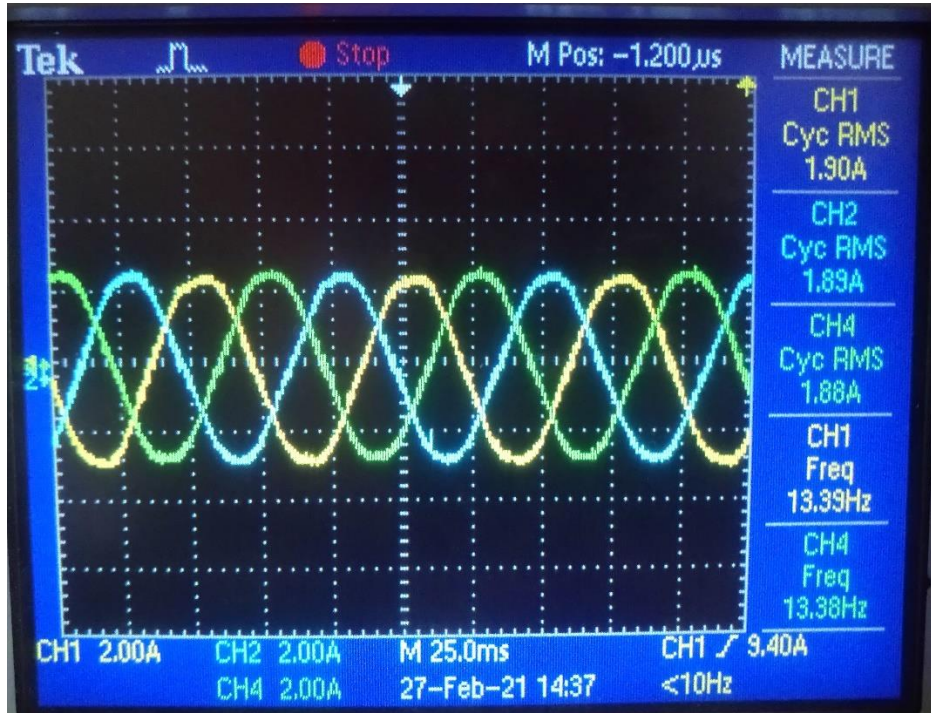 Tek Stop M Pos: -1.200µs MEASURE
CH1
Cyc RMS
1.90A
CH2
Cyc RMS
1.89A
CH4
Cyc RMS
1.88A
CH1
Freq
13.39Hz
CH4
Freq
13.38Hz
CH1 2.00A CH2 2.00A M 25.0ms CH1 9.40A
CH4 2.00A 27-Feb-21 14:37 <10Hz